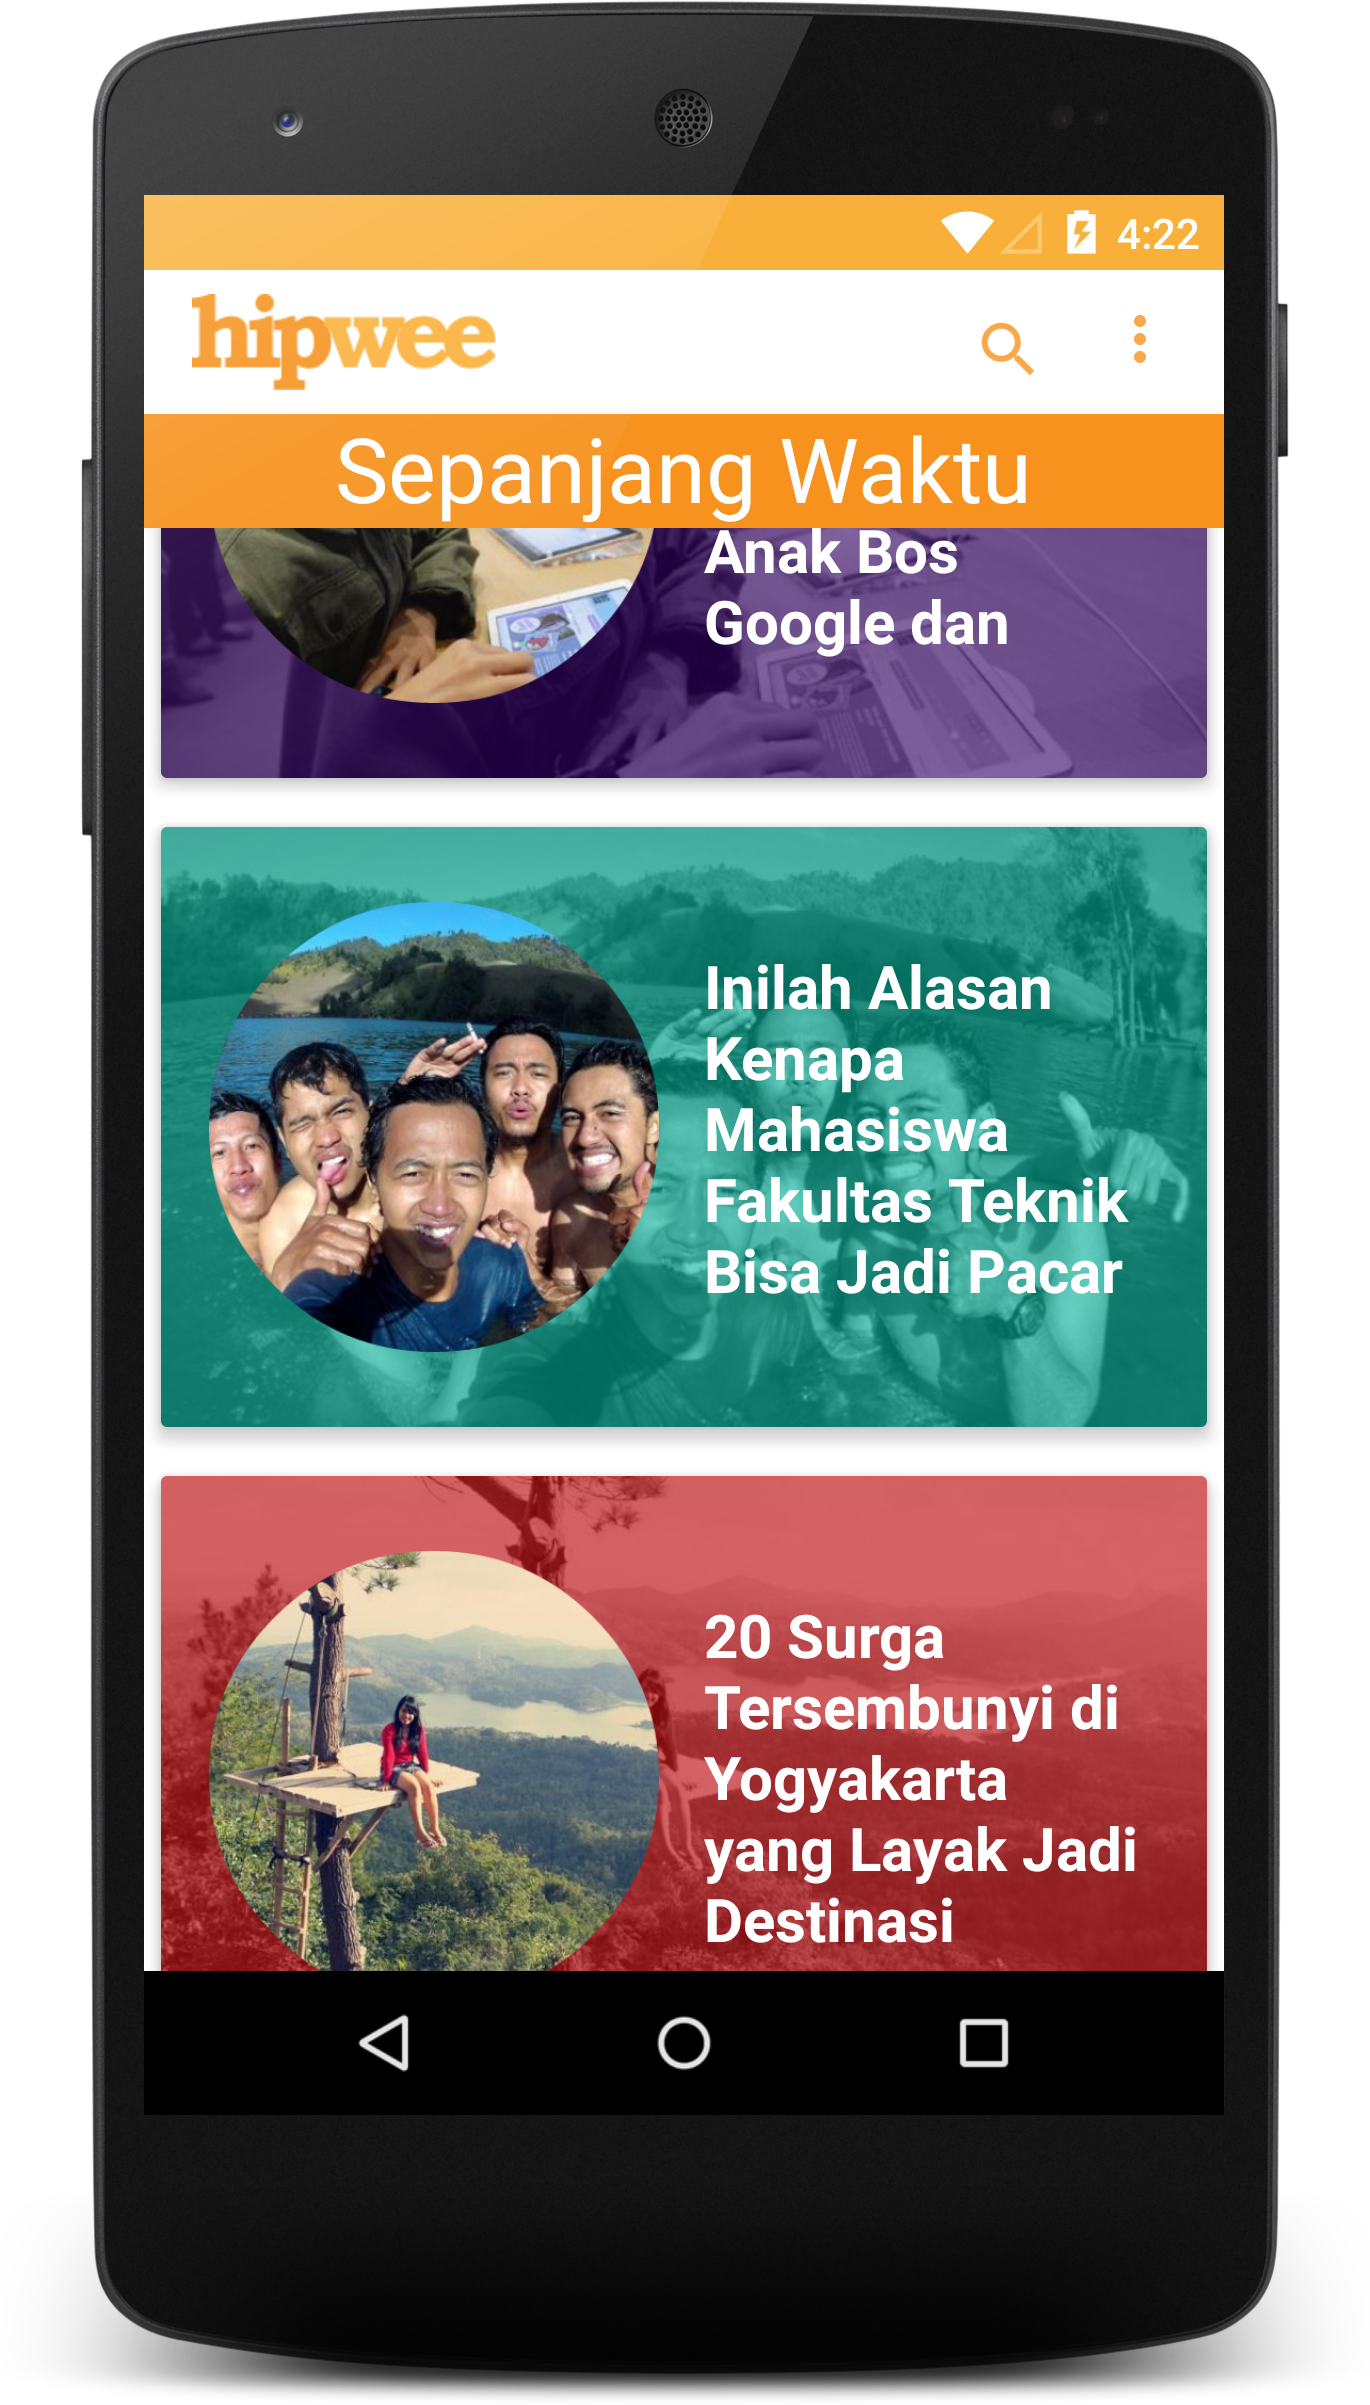 4:22
hipwee
Sepanjang Waktu
Anak Bos
Google dan
Inilah Alasan
Kenapa
Mahasiswa
Fakultas Teknik
Bisa Jadi Pacar
20 Surga
Tersembunyi di
Yogyakarta
yang Layak Jadi
Destinasi